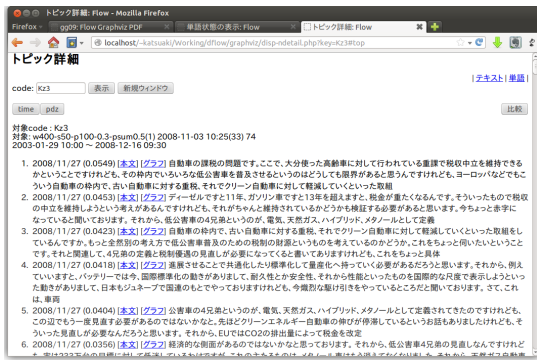 トピック詳細: Flow - Mozilla Firefox
Firefox
gg09: Flow Graphviz PDF
単語状態の表示: Flow
トピック詳細: Flow
localhost/~katsuaki/Working/dflow/graphviz/disp-ndetail.php?key=Kz3#top
トピック詳細
| テキスト | 単語 |
code: Kz3 表示 新規ウィンドウ
time pdz 比較
対象code : Kz3
対象: w400-s50-p100-0.3-psum0.5(1) 2008-11-03 10:25(33) 74
2003-01-29 10:00 ～ 2008-12-16 09:30
1. 2008/11/27 (0.0549) [本文] [グラフ] 自動車の課税の問題です。ここで、大分使った高齢車に対して行われている重課で税収中立を維持できる
かということですけれども、その枠内でいろいろな低公害車を普及させるというのはどうしても限界があると思うんですけれども、ヨーロッパなどでもこ
ういう自動車の枠内で、古い自動車に対する重税、それでクリーン自動車に対して軽減していくといった取組
2. 2008/11/27 (0.0453) [本文] [グラフ] ディーゼルですと11年、ガソリン車ですと13年を超えますと、税金が重たくなるんです。そういったもので税収
の中立を維持しようという考えがあるんですけれども、それがちゃんと維持されているかどうかも検証する必要があると思います。今ちょっと赤字に
なっていると聞いております。それから、低公害車の4兄弟というのが、電気、天然ガス、ハイブリッド、メタノールとして定義
3. 2008/11/27 (0.0423) [本文] [グラフ] 自動車の枠内で、古い自動車に対する重税、それでクリーン自動車に対して軽減していくといった取組をし
ているんですか。もっと全然別の考え方で低公害車普及のための税制の財源というものを考えているのかどうか、これをちょっと伺いたいというこ
とです。それと関連して、4兄弟の定義と税制優遇の見直しが必要になってくると書いてありますけれども、これをちょっと具体
4. 2008/11/27 (0.0418) [本文] [グラフ] 進展させることで共通化したり標準化して量産化へ持っていく必要があるだろうと思います。それから、例え
ていいますと、バッテリーでは今、国際標準化の動きがありまして、耐久性とか安全性、それから性能といったものを国際的な尺度で表示しようといっ
た動きがありまして、日本もジュネーブで国連のもとでやっておりますけれども、今熾烈な駆け引きをやっているところだと聞いております。さて、これ
は、車両
5. 2008/11/27 (0.0404) [本文] [グラフ] 公害車の4兄弟というのが、電気、天然ガス、ハイブリッド、メタノールとして定義されてきたのですけれども、
この辺でもう一度見直す必要があるのではないかなと。先ほどクリーンエネルギー自動車の伸びが停滞しているというお話もありましたけれども、そ
ういった見直しが必要なんだろうと思います。それから、EUではCO2の排出量によって税金を改定
6. 2008/11/27 (0.0356) [本文] [グラフ] 経済的な側面があるのではないかなと思っております。それから、低公害車4兄弟の見直しなんですけれど